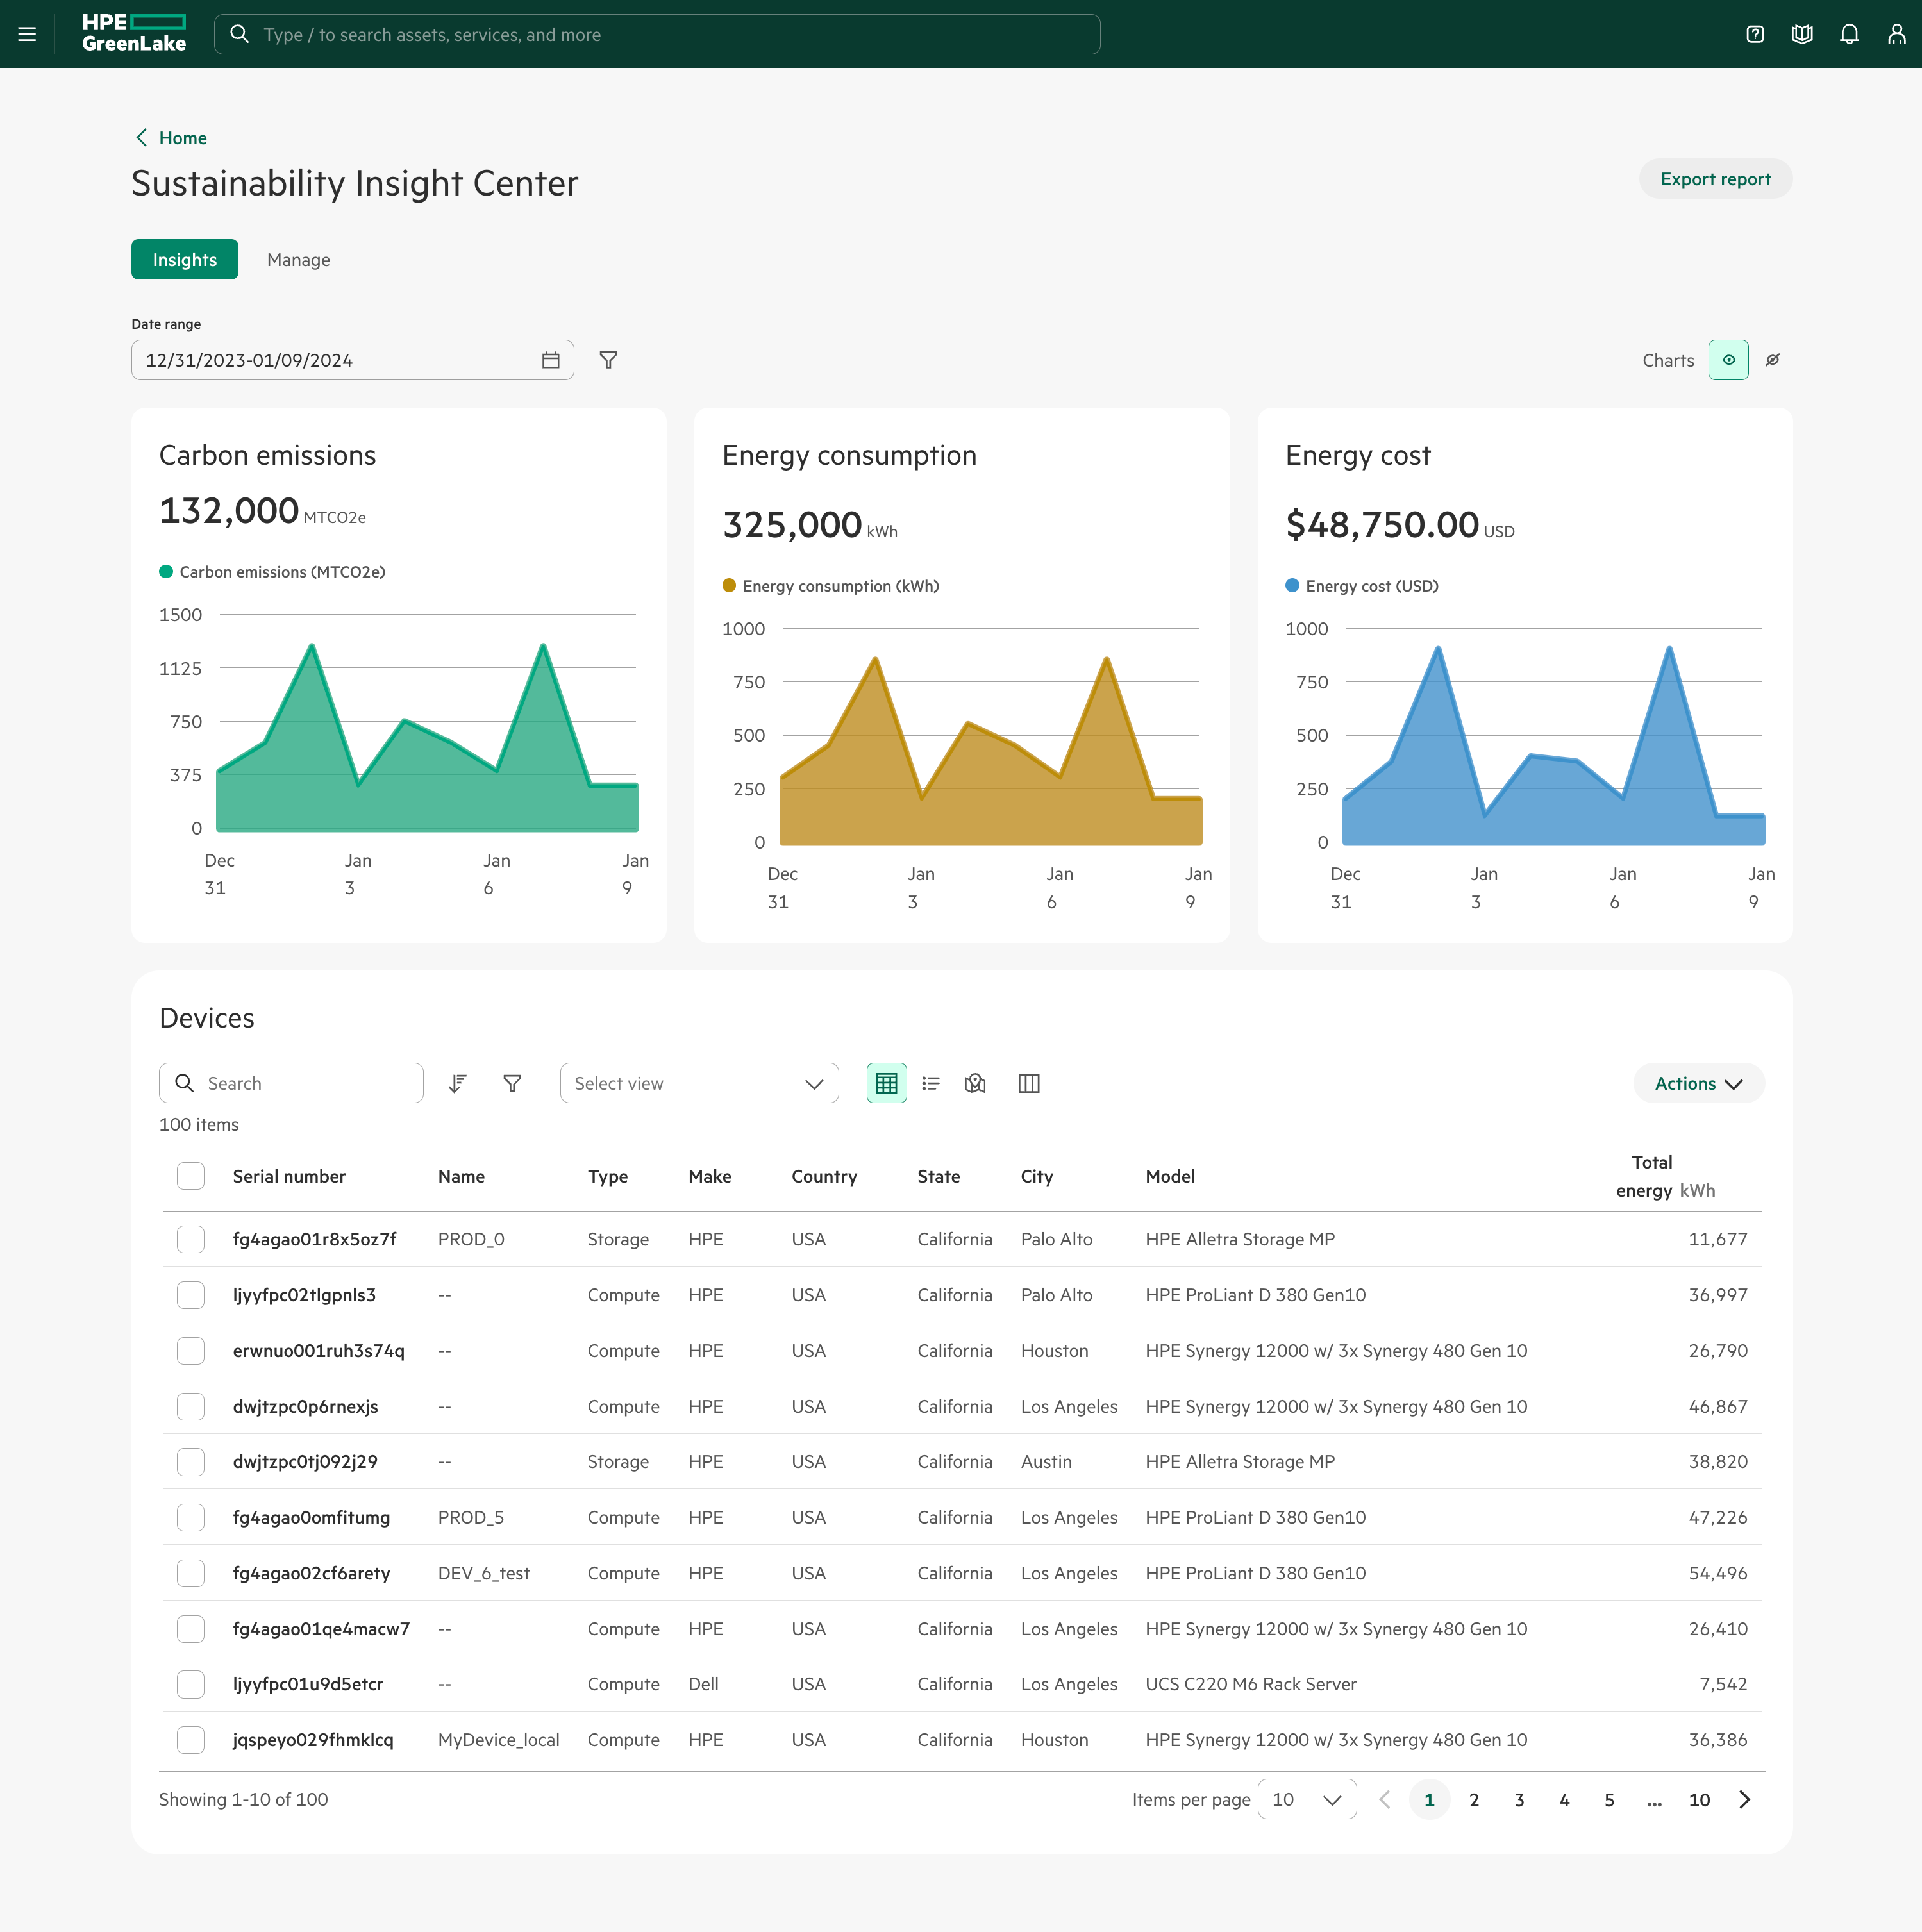 HPE
GreenLake
Type / to search assets, services, and more
Home
Sustainability Insight Center
Export report
Insights
Manage
Date range
12/31/2023-01/09/2024
Charts
Carbon emissions
132,000 MTCO2e
Carbon emissions (MTCO2e)
1500
1125
750
375
0
Dec 31
Jan 3
Jan 6
Jan 9
Energy consumption
325,000 kWh
Energy consumption (kWh)
1000
750
500
250
0
Dec 31
Jan 3
Jan 6
Jan 9
Energy cost
$48,750.00 USD
Energy cost (USD)
1000
750
500
250
0
Dec 31
Jan 3
Jan 6
Jan 9
Devices
Search
Select view
Actions
100 items
Serial number Name Type Make Country State City Model Total energy kWh
fg4agao01r8x5oz7f PROD_0 Storage HPE USA California Palo Alto HPE Alletra Storage MP 11,677
ljyyfpc02tlgpnls3 -- Compute HPE USA California Palo Alto HPE ProLiant D 380 Gen10 36,997
erwnuo001ruh3s74q -- Compute HPE USA California Houston HPE Synergy 12000 w/ 3x Synergy 480 Gen 10 26,790
dwjtzpc0p6rnexjs -- Compute HPE USA California Los Angeles HPE Synergy 12000 w/ 3x Synergy 480 Gen 10 46,867
dwjtzpc0tj092j29 -- Storage HPE USA California Austin HPE Alletra Storage MP 38,820
fg4agao0omfitumg PROD_5 Compute HPE USA California Los Angeles HPE ProLiant D 380 Gen10 47,226
fg4agao02cf6arety DEV_6_test Compute HPE USA California Los Angeles HPE ProLiant D 380 Gen10 54,496
fg4agao01qe4macw7 -- Compute HPE USA California Los Angeles HPE Synergy 12000 w/ 3x Synergy 480 Gen 10 26,410
ljyyfpc01u9d5etcr -- Compute Dell USA California Los Angeles UCS C220 M6 Rack Server 7,542
jqspeyo029fhmklcq MyDevice_local Compute HPE USA California Houston HPE Synergy 12000 w/ 3x Synergy 480 Gen 10 36,386
Showing 1-10 of 100
Items per page 10 1 2 3 4 5 ... 10